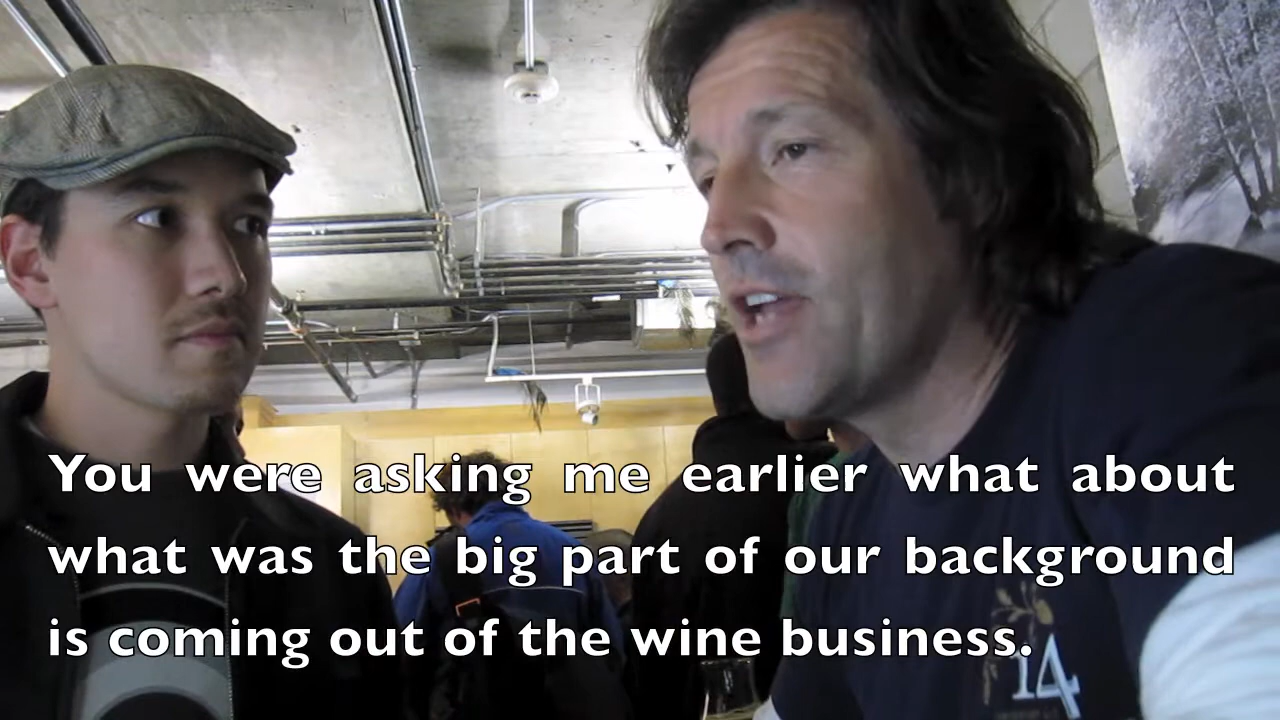 You were asking me earlier what about
what was the big part of our background
is coming out of the wine business.
14